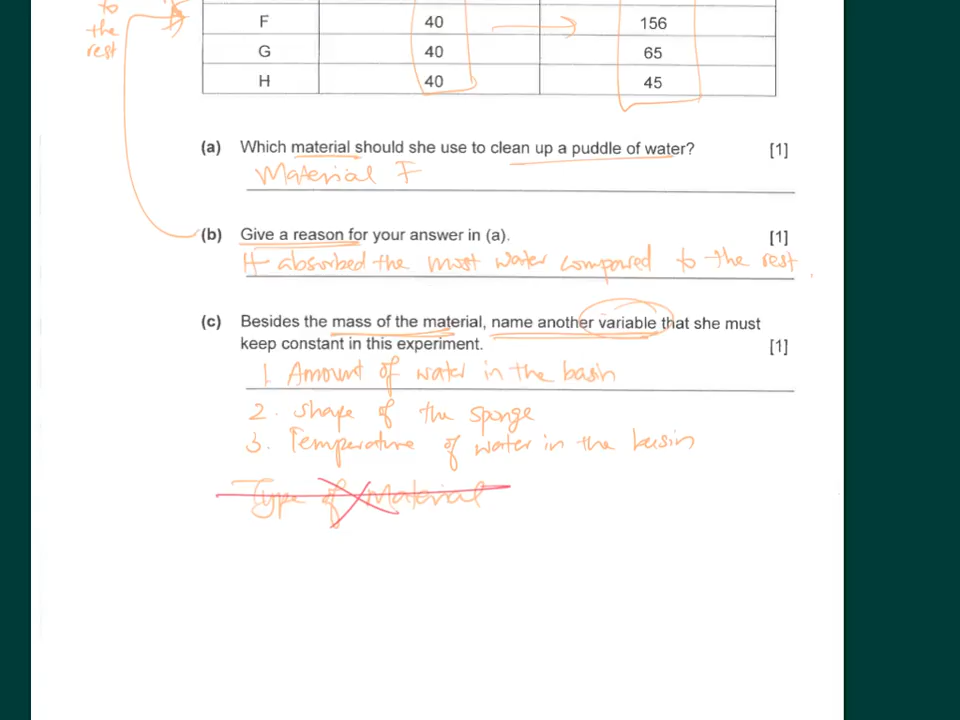 to
the
rest
F 40 156
G 40 65
H 40 45
(a) Which material should she use to clean up a puddle of water? [1]
Material F
(b) Give a reason for your answer in (a). [1]
It absorbed the most water compared to the rest
(c) Besides the mass of the material, name another variable that she must
keep constant in this experiment. [1]
1. Amount of water in the basin
2. Shape of the sponge
3. Temperature of water in the basin
Type of Material